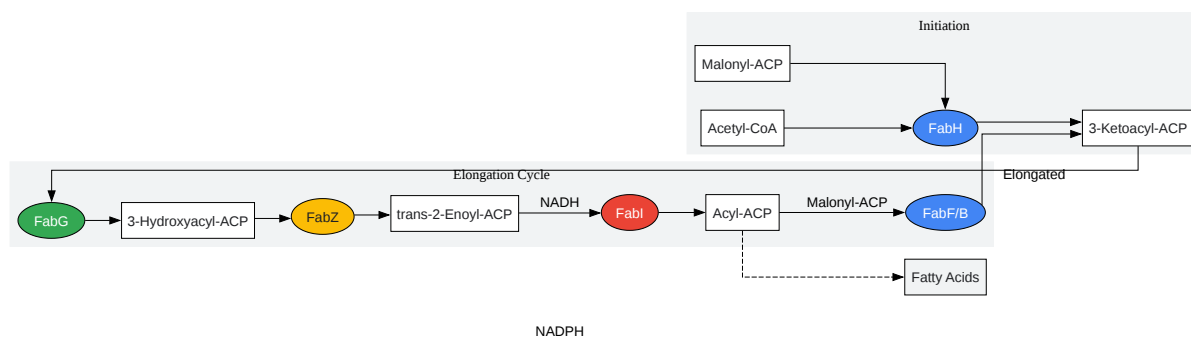 Initiation
Malonyl-ACP
Acetyl-CoA
FabH
3-Ketoacyl-ACP
Elongation Cycle
Elongated
FabG
3-Hydroxyacyl-ACP
FabZ
trans-2-Enoyl-ACP
NADH
FabI
Acyl-ACP
Malonyl-ACP
FabF/B
Fatty Acids
NADPH